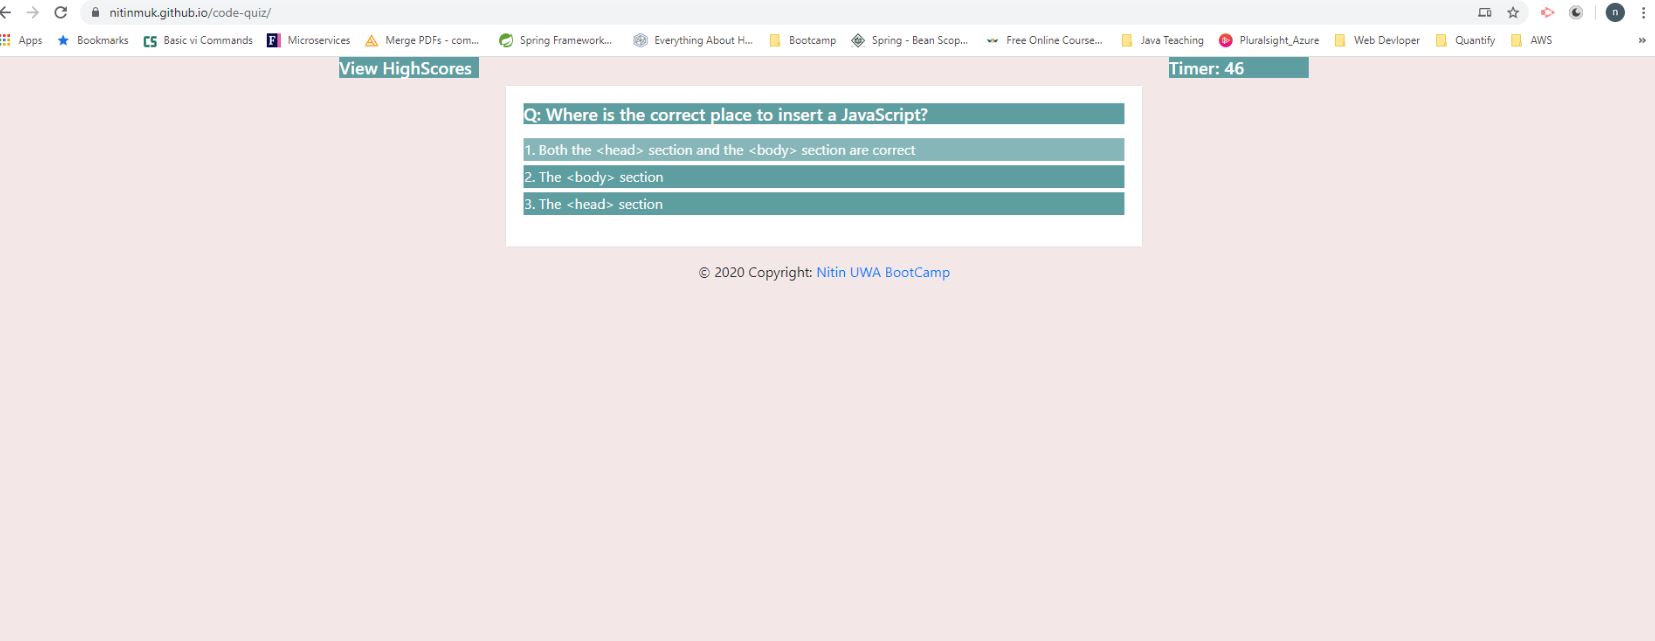 nitinmuk.github.io/code-quiz/
n
Apps Bookmarks CS Basic vi Commands F Microservices Merge PDFs - com... Spring Framework... Everything About H... Bootcamp Spring - Bean Scop... Free Online Course... Java Teaching Pluralsight_Azure Web Devloper Quantify AWS »
View HighScores Timer: 46
Q: Where is the correct place to insert a JavaScript?
1. Both the <head> section and the <body> section are correct
2. The <body> section
3. The <head> section
© 2020 Copyright: Nitin UWA BootCamp